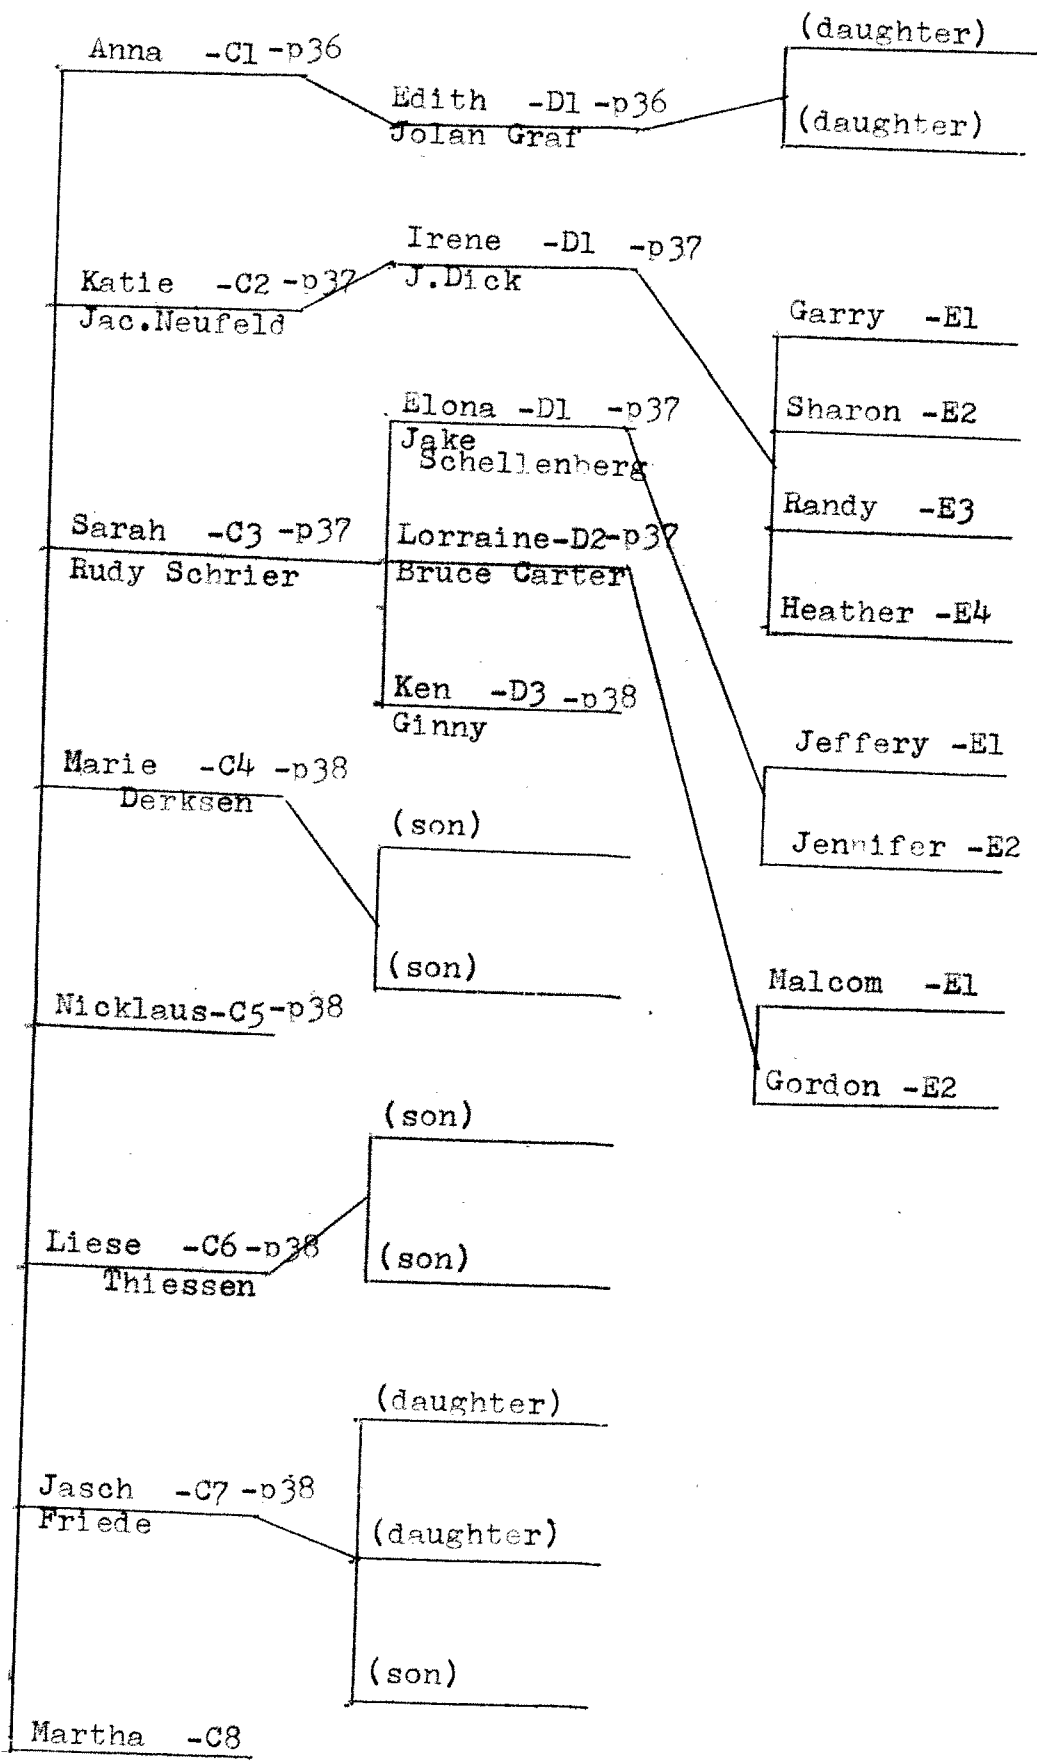 Anna -C1 -p36
Edith -D1 -p36
Jolan Graf
(daughter)
(daughter)
Katie -C2 -p37
Jac.Neufeld
Irene -D1 -p37
J.Dick
Garry -E1
Sharon -E2
Randy -E3
Heather -E4
Sarah -C3 -p37
Rudy Schrier
Elona -D1 -p37
Jake
Schellenberg
Lorraine-D2-p37
Bruce Carter
Ken -D3 -p38
Ginny
Jeffery -E1
Jennifer -E2
Malcom -E1
Gordon -E2
Marie -C4 -p38
Derksen
(son)
(son)
Nicklaus-C5-p38
Liese -C6-p38
Thiessen
(son)
(son)
Jasch -C7 -p38
Friede
(daughter)
(daughter)
(son)
Martha -C8